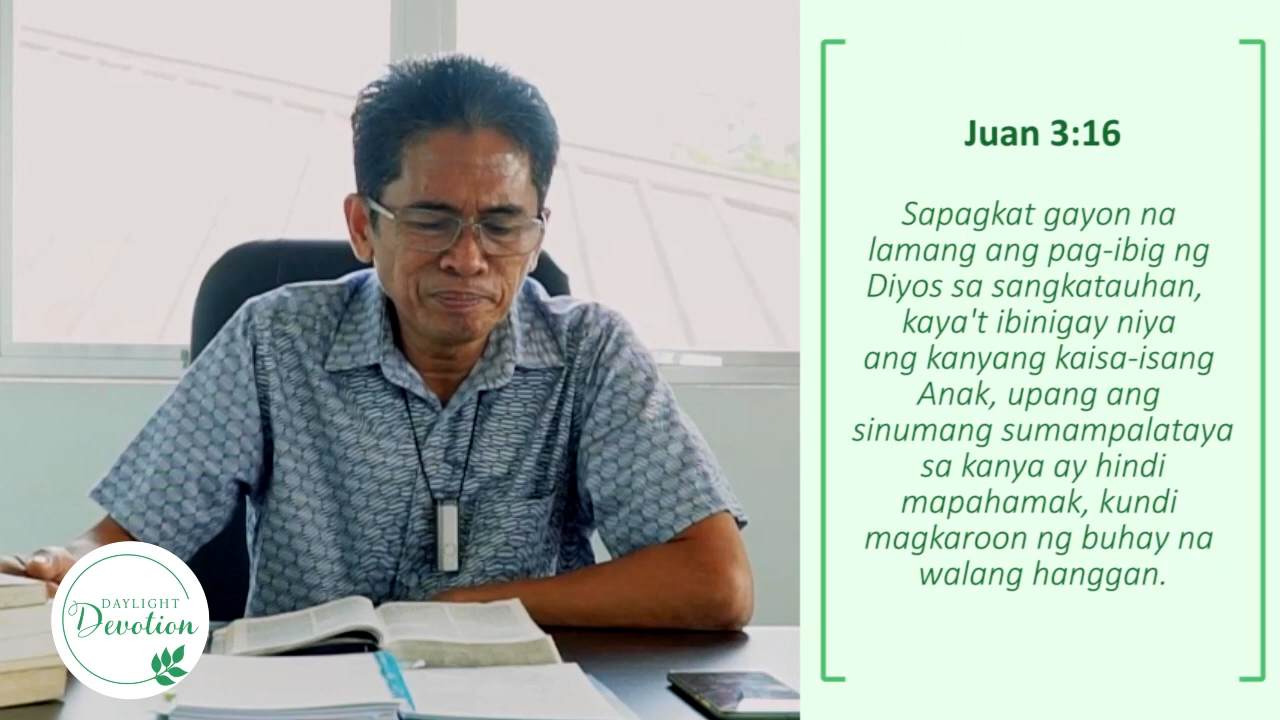 Juan 3:16
Sapagkat gayon na
lamang ang pag-ibig ng
Diyos sa sangkatauhan,
kaya't ibinigay niya
ang kanyang kaisa-isang
Anak, upang ang
sinumang sumampalataya
sa kanya ay hindi
mapahamak, kundi
magkaroon ng buhay na
walang hanggan.
DAYLIGHT
Devotion